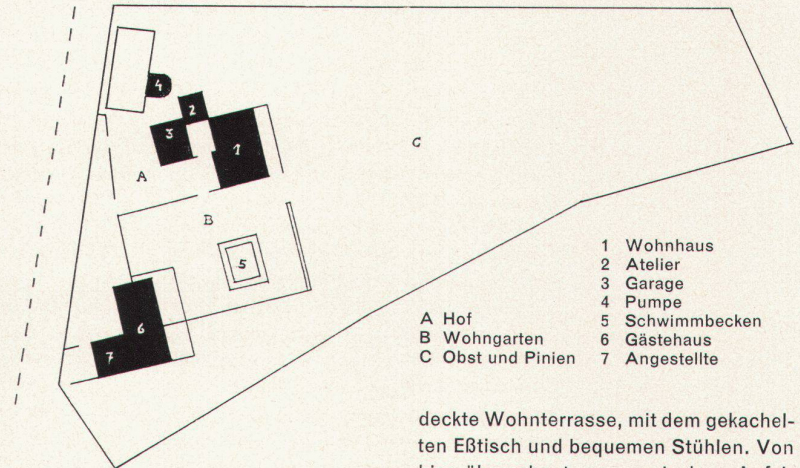 4
2
3
1
C
A
B
5
6
7
1 Wohnhaus
2 Atelier
3 Garage
4 Pumpe
5 Schwimmbecken
6 Gästehaus
7 Angestellte
A Hof
B Wohngarten
C Obst und Pinien
deckte Wohnterrasse, mit dem gekachel-
ten Eßtisch und bequemen Stühlen. Von